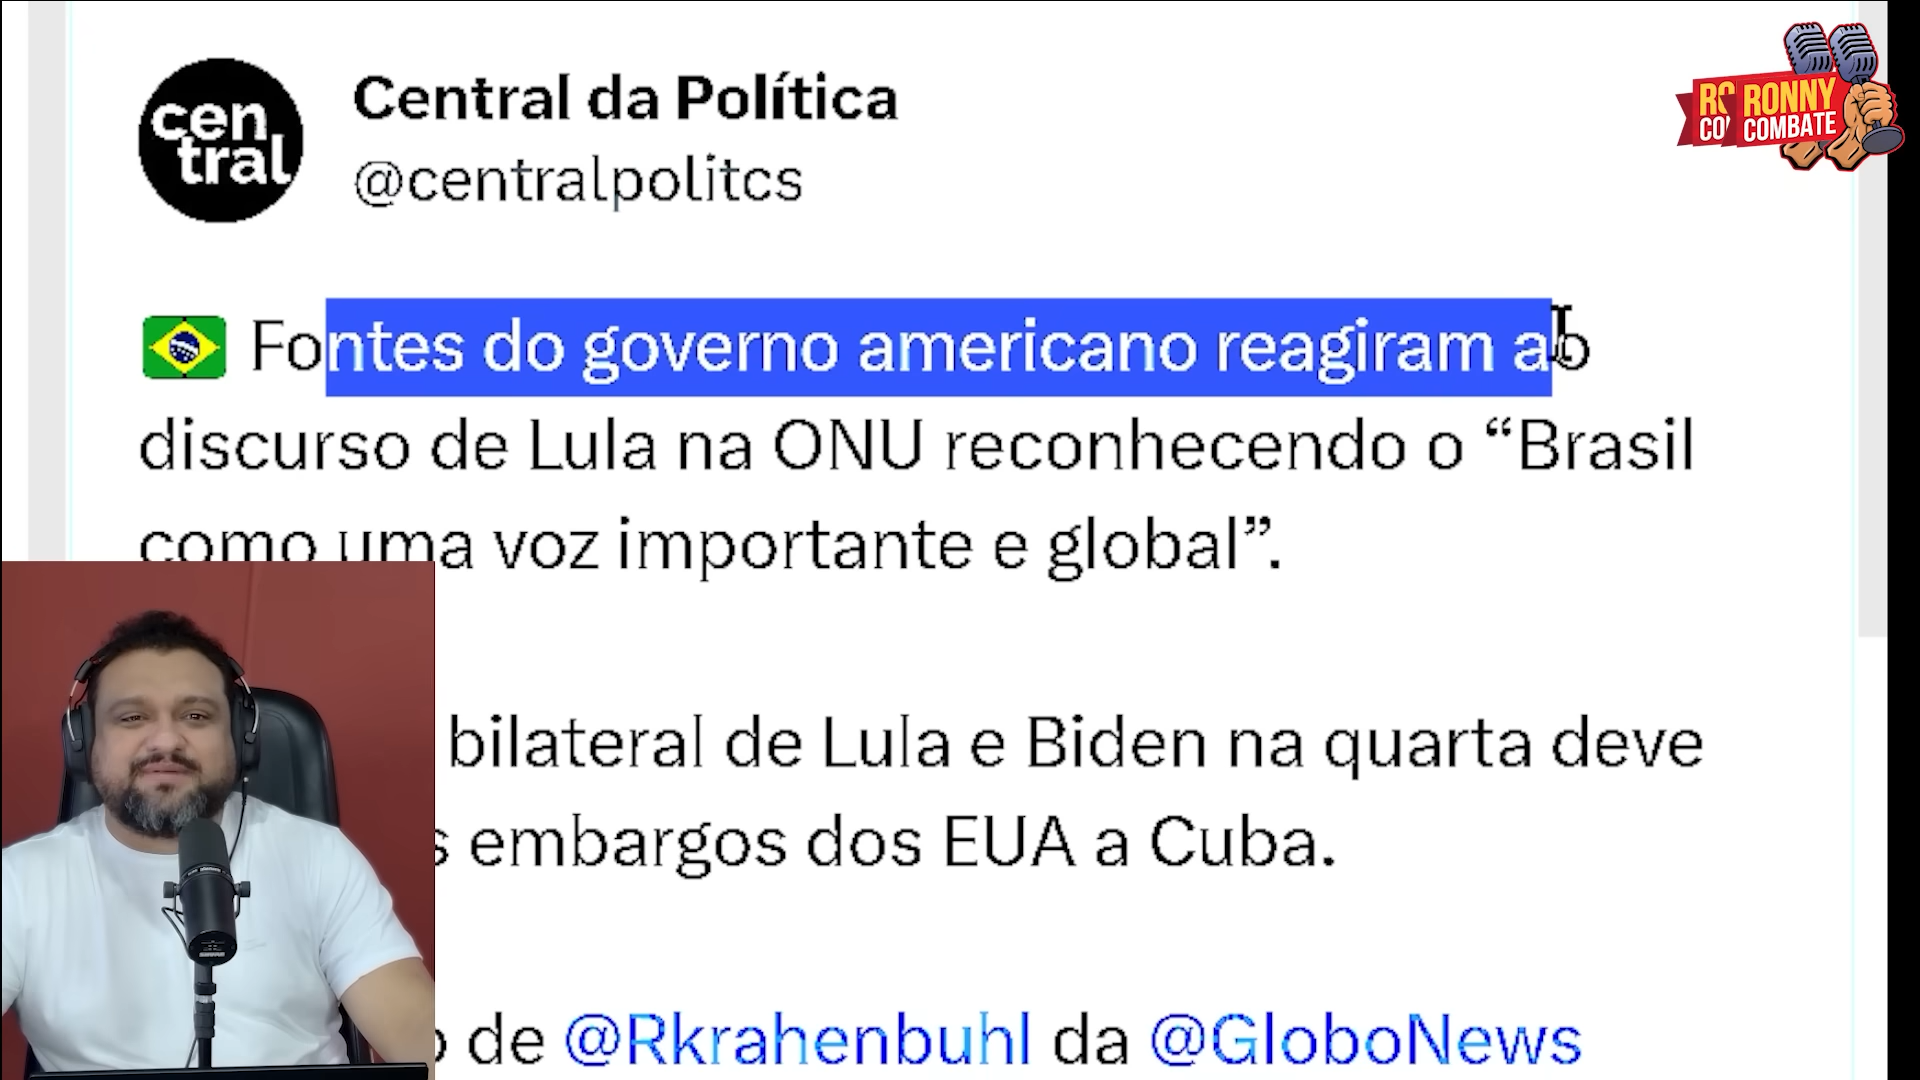 cen
tral
Central da Política
@centralpolitcs
RONNY
COMBATE
Fontes do governo americano reagiram ao
discurso de Lula na ONU reconhecendo o “Brasil
como uma voz importante e global”.
bilateral de Lula e Biden na quarta deve
embargos dos EUA a Cuba.
de @Rkrahenbuhl da @GloboNews